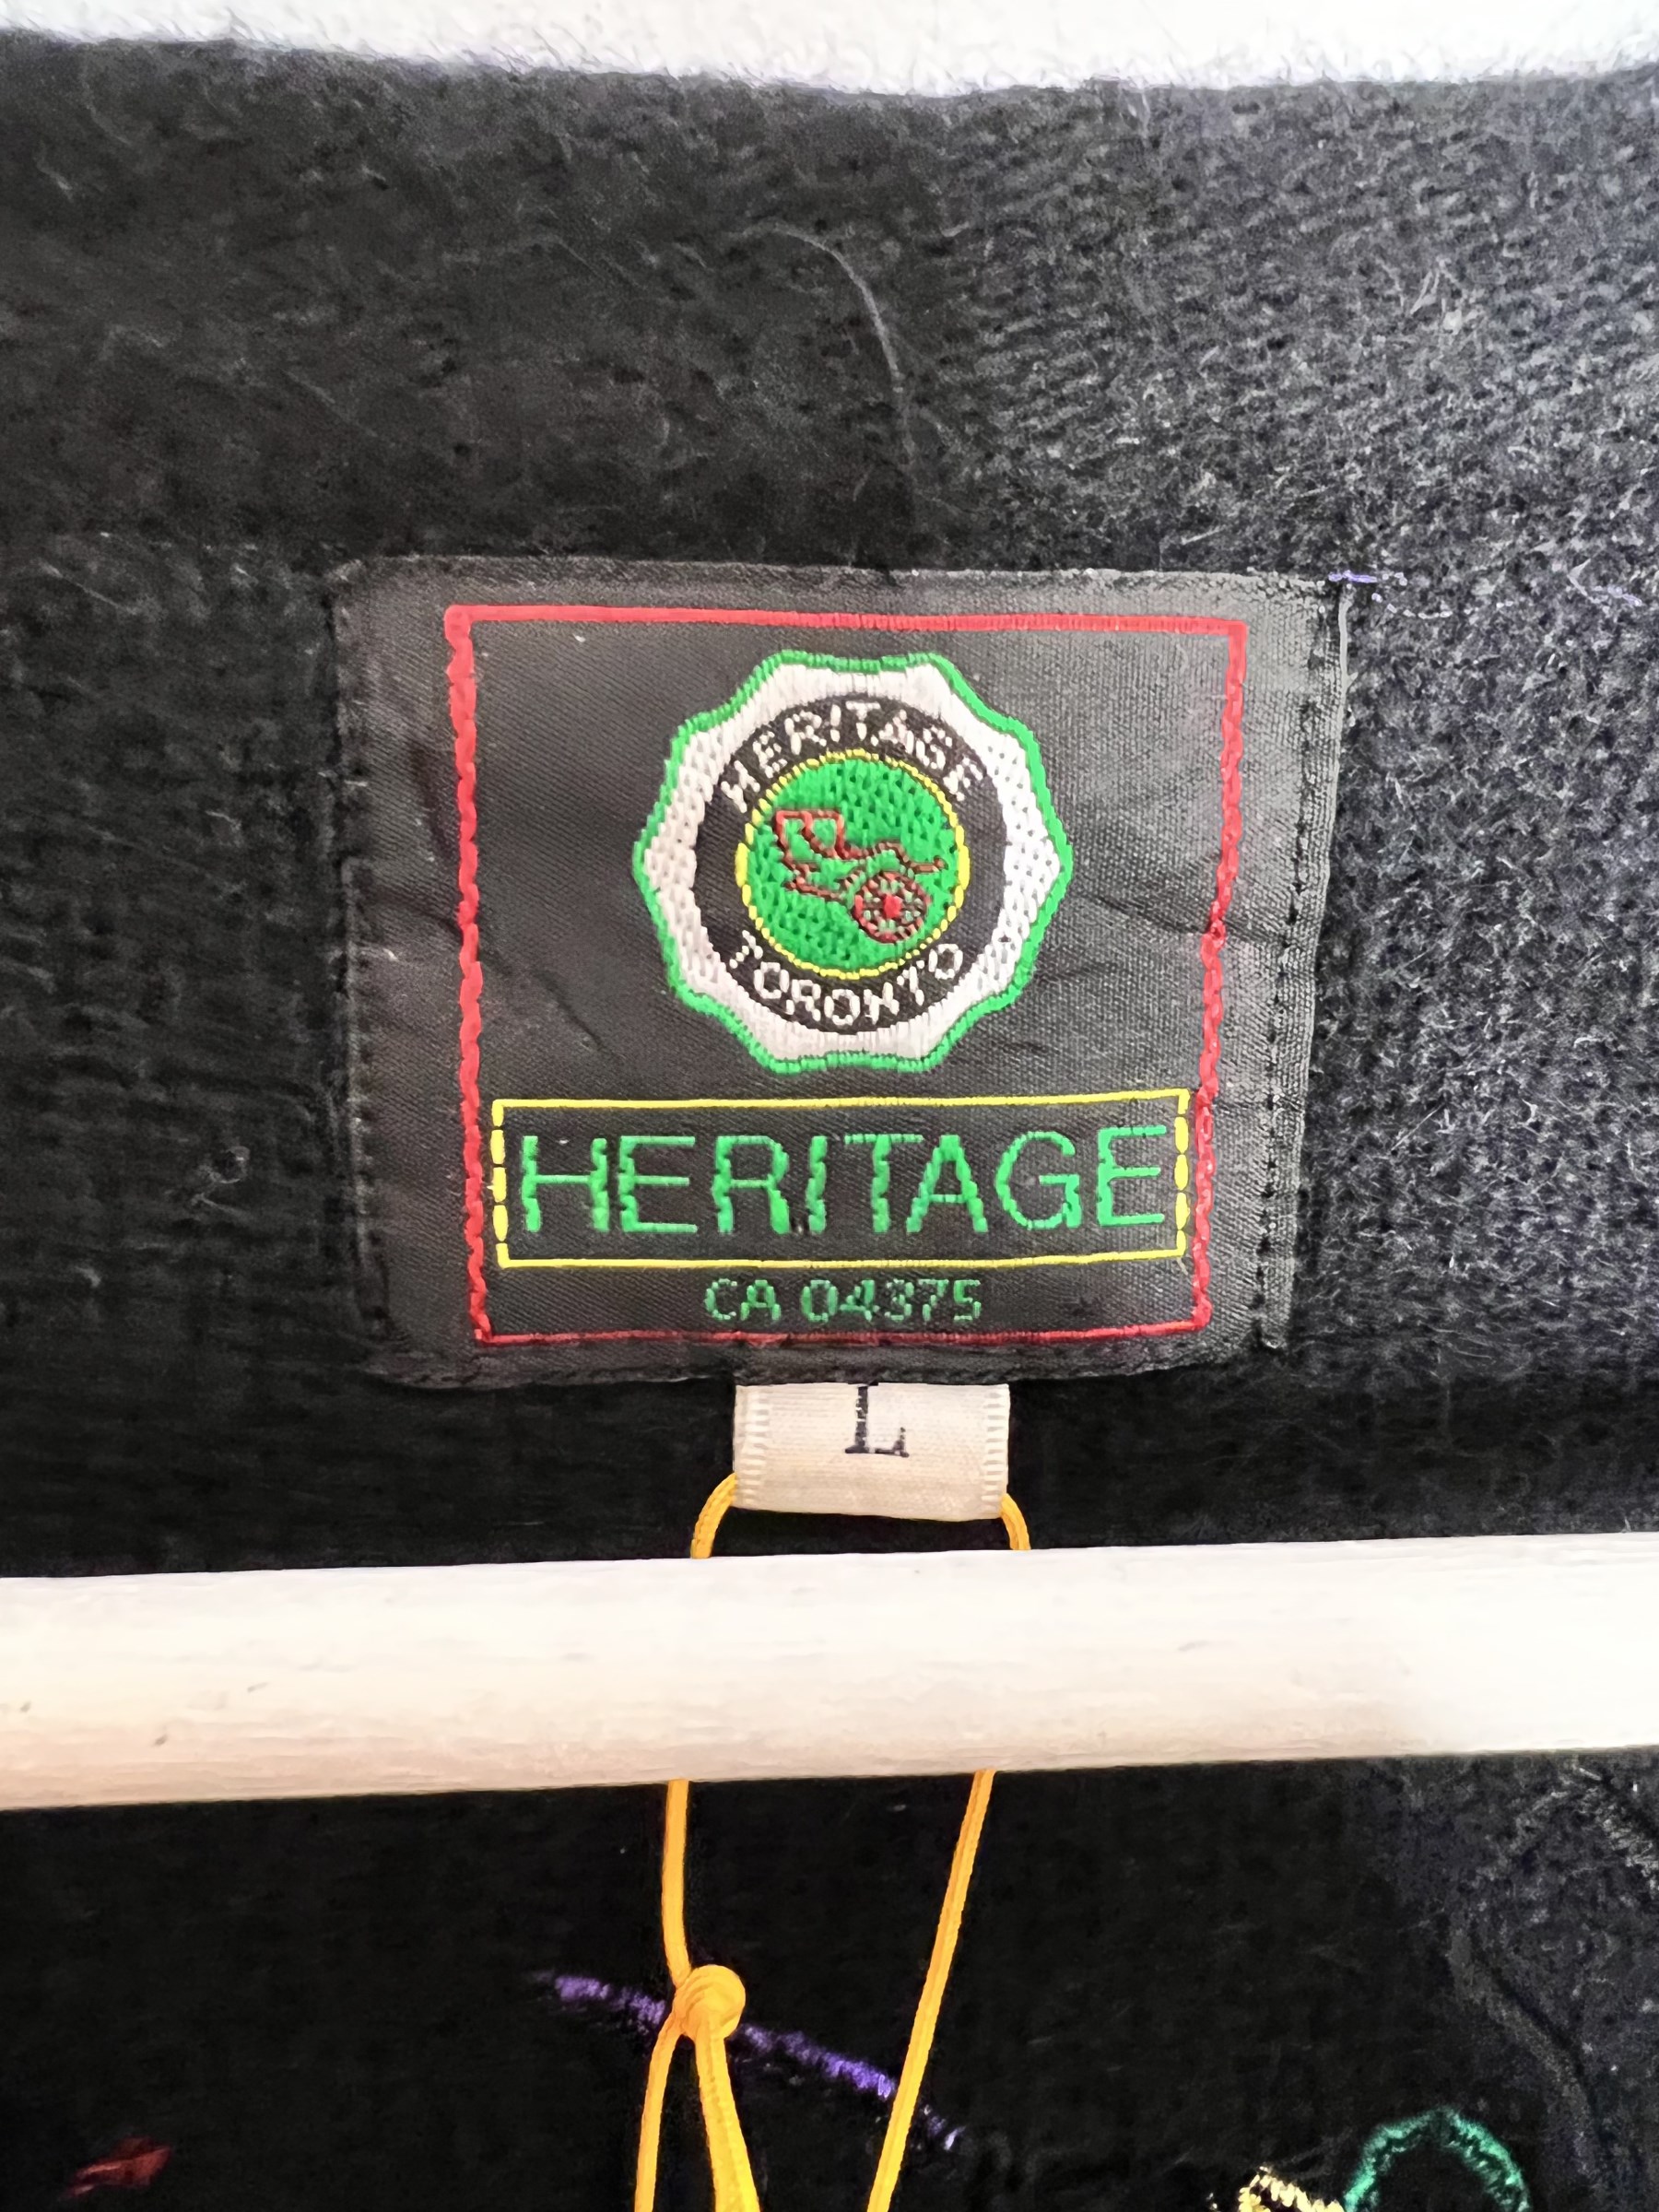 HERITAGE
TORONTO
HERITAGE
CA 04375
L